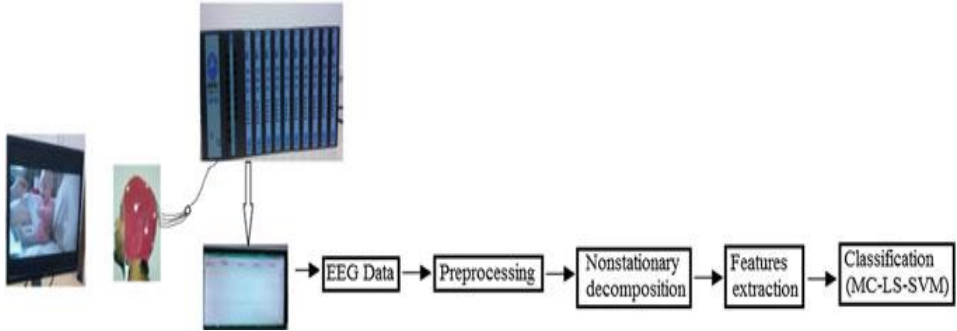 EEG Data
Preprocessing
Nonstationary
decomposition
Features
extraction
Classification
(MC-LS-SVM)